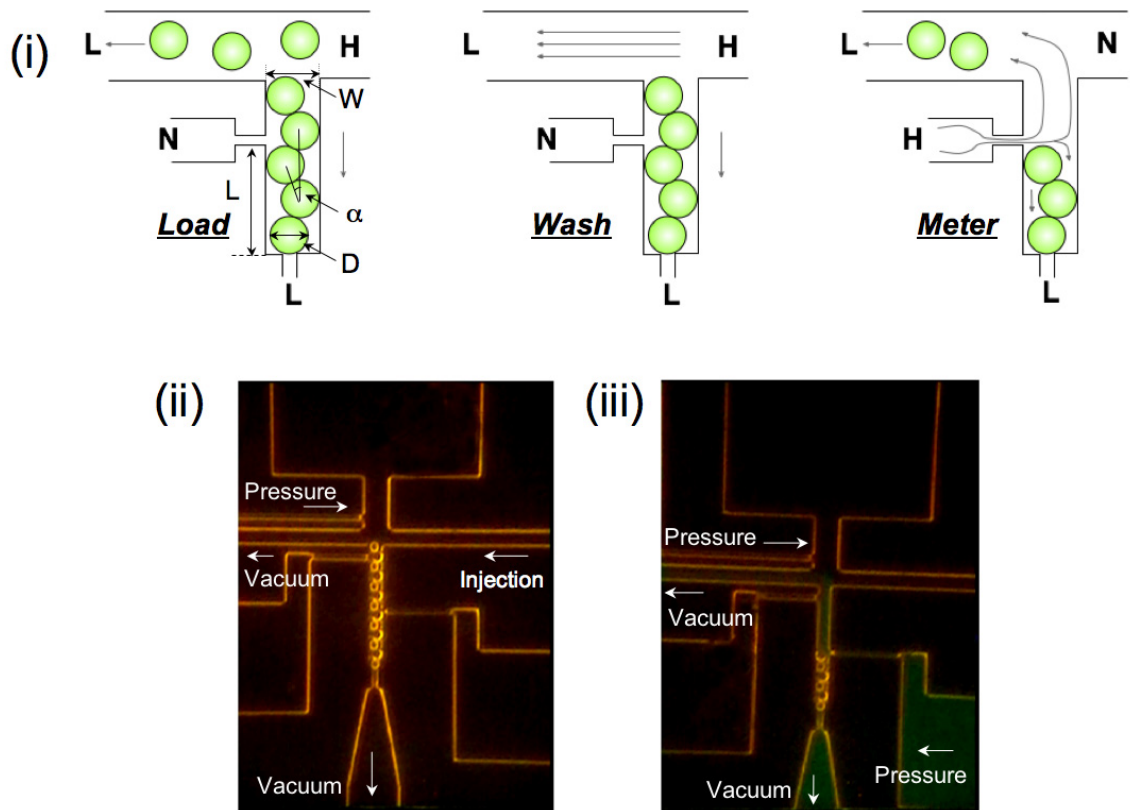 (i)
L
H
W
N
L
α
Load
D
L
L
H
N
Wash
L
N
H
Meter
L
(ii)
Pressure
Vacuum
Injection
Vacuum
(iii)
Pressure
Vacuum
Vacuum
Pressure